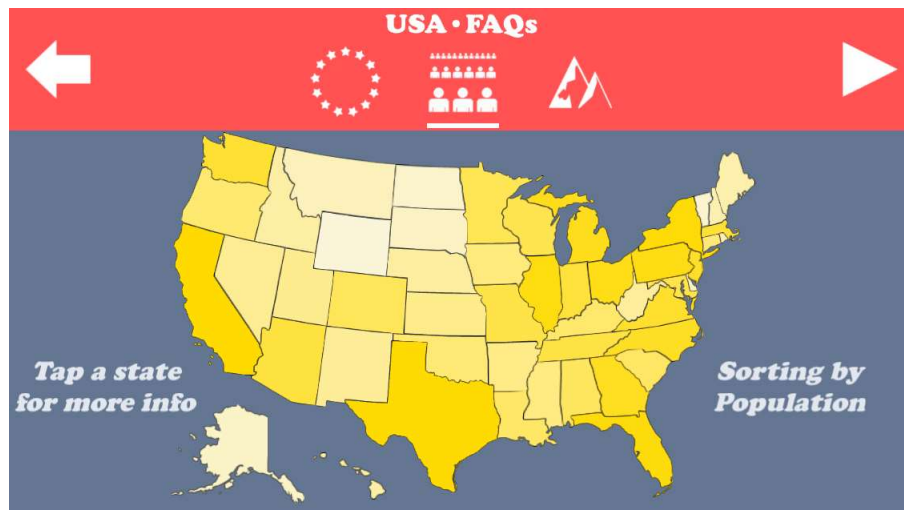 USA • FAQs
Tap a state
for more info
Sorting by
Population